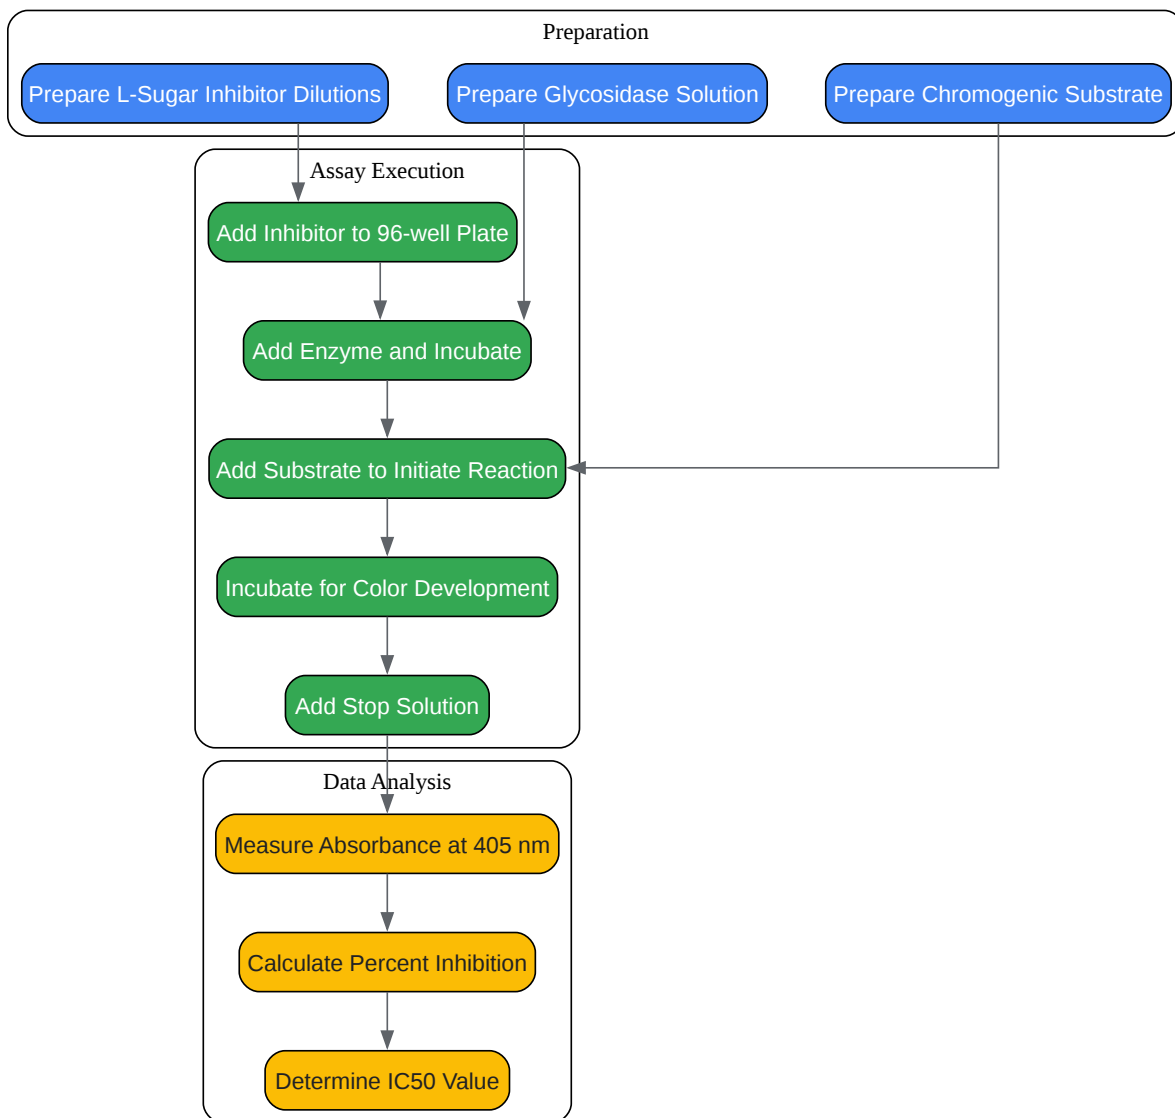 Preparation
Prepare L-Sugar Inhibitor Dilutions
Prepare Glycosidase Solution
Prepare Chromogenic Substrate
Assay Execution
Add Inhibitor to 96-well Plate
Add Enzyme and Incubate
Add Substrate to Initiate Reaction
Incubate for Color Development
Add Stop Solution
Data Analysis
Measure Absorbance at 405 nm
Calculate Percent Inhibition
Determine IC50 Value